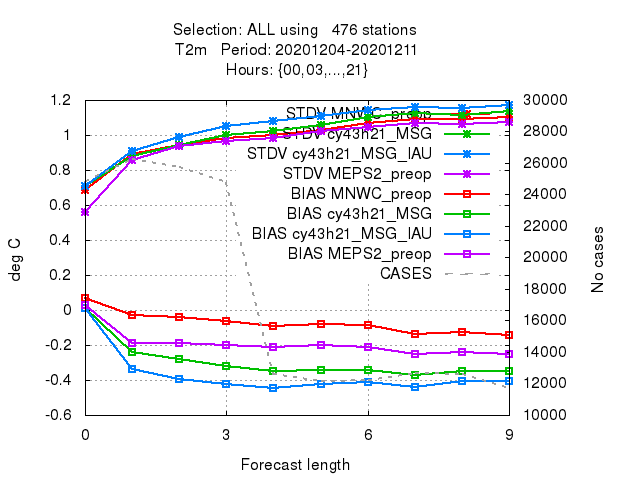 Selection: ALL using   476 stations
T2m   Period: 20201204-20201211
Hours: {00,03,...,21}
1.2
1
0.8
0.6
0.4
0.2
0
-0.2
-0.4
-0.6
deg C
30000
28000
26000
24000
22000
20000
18000
16000
14000
12000
10000
No cases
STDV MNWC_preop
STDV cy43h21_MSG
STDV cy43h21_MSG_IAU
STDV MEPS2_preop
BIAS MNWC_preop
BIAS cy43h21_MSG
BIAS cy43h21_MSG_IAU
BIAS MEPS2_preop
CASES
0 3 6 9
Forecast length